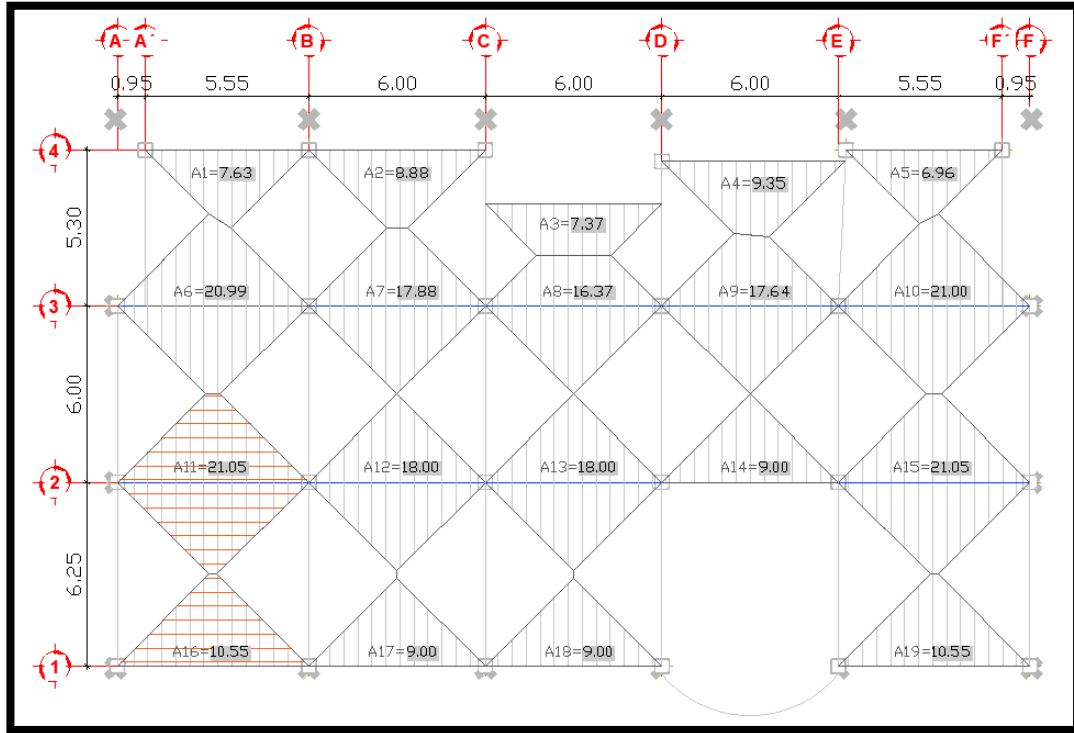 A A' B C D E F' F
0.95 5.55 6.00 6.00 6.00 5.55 0.95
4
A1=7.63 A2=8.88 A4=9.35 A5=6.96
5.30
A3=7.37
3
A6=20.99 A7=17.88 A8=16.37 A9=17.64 A10=21.00
6.00
2
A11=21.05 A12=18.00 A13=18.00 A14=9.00 A15=21.05
6.25
1
A16=10.55 A17=9.00 A18=9.00 A19=10.55